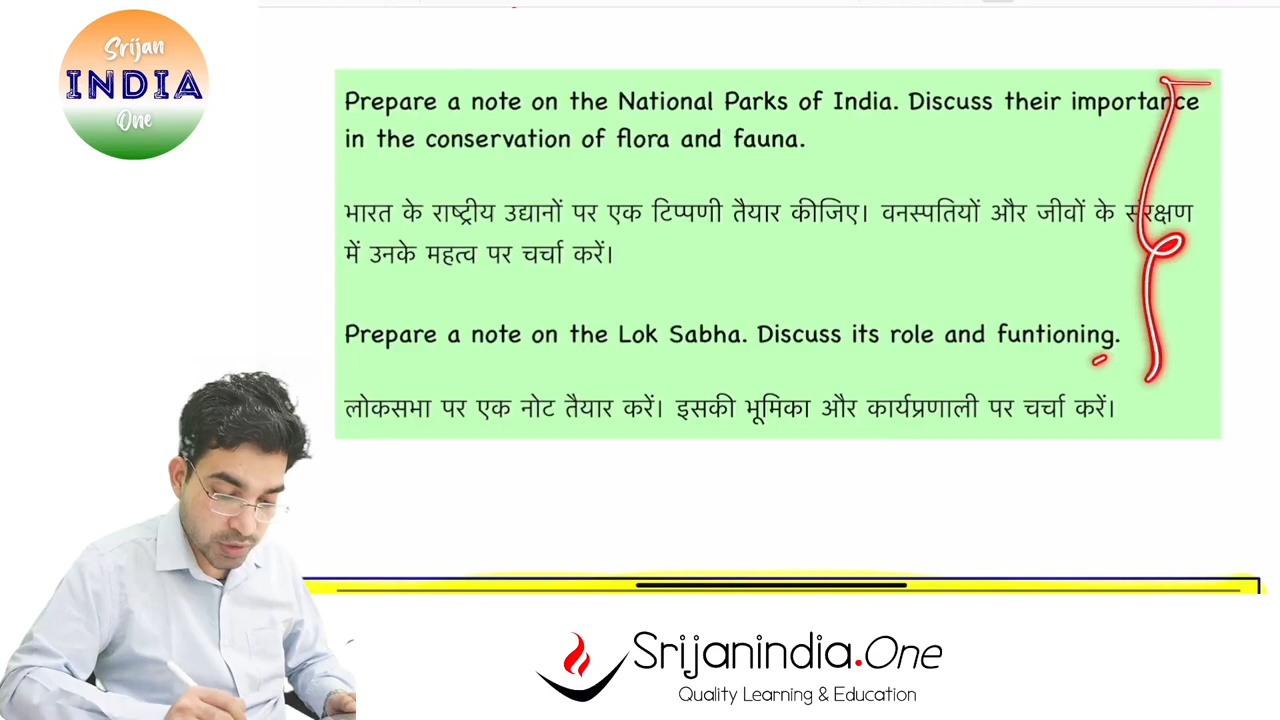 Srijan
INDIA
One
Prepare a note on the National Parks of India. Discuss their importance
in the conservation of flora and fauna.
भारत के राष्ट्रीय उद्यानों पर एक टिप्पणी तैयार कीजिए। वनस्पतियों और जीवों के संरक्षण
में उनके महत्व पर चर्चा करें।
Prepare a note on the Lok Sabha. Discuss its role and funtioning.
लोकसभा पर एक नोट तैयार करें। इसकी भूमिका और कार्यप्रणाली पर चर्चा करें।
Srijanindia.One
Quality Learning & Education